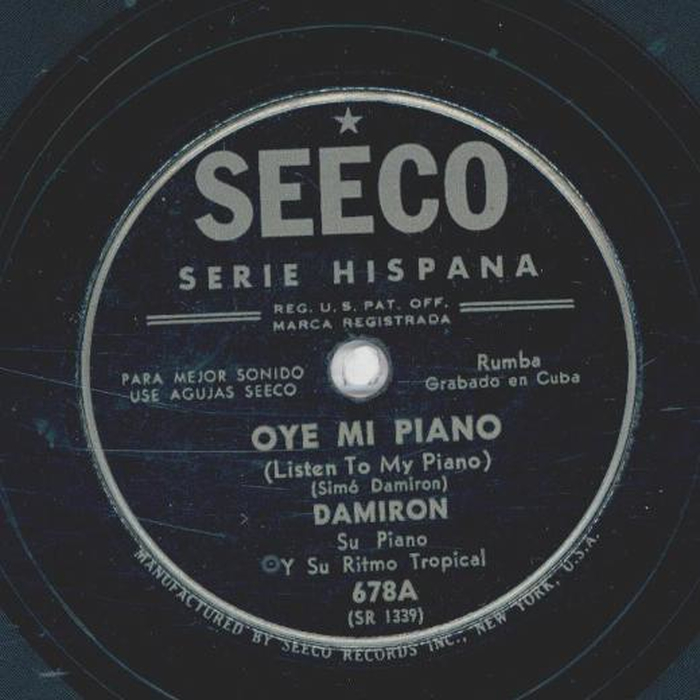 SEECO
SERIE HISPANA
REG. U. S. PAT. OFF.
MARCA REGISTRADA
PARA MEJOR SONIDO
USE AGUJAS SEECO
Rumba
Grabado en Cuba
OYE MI PIANO
(Listen To My Piano)
(Simó Damiron)
DAMIRON
Su Piano
Y Su Ritmo Tropical
678A
(SR 1339)
MANUFACTURED BY SEECO RECORDS INC., NEW YORK, U.S.A.